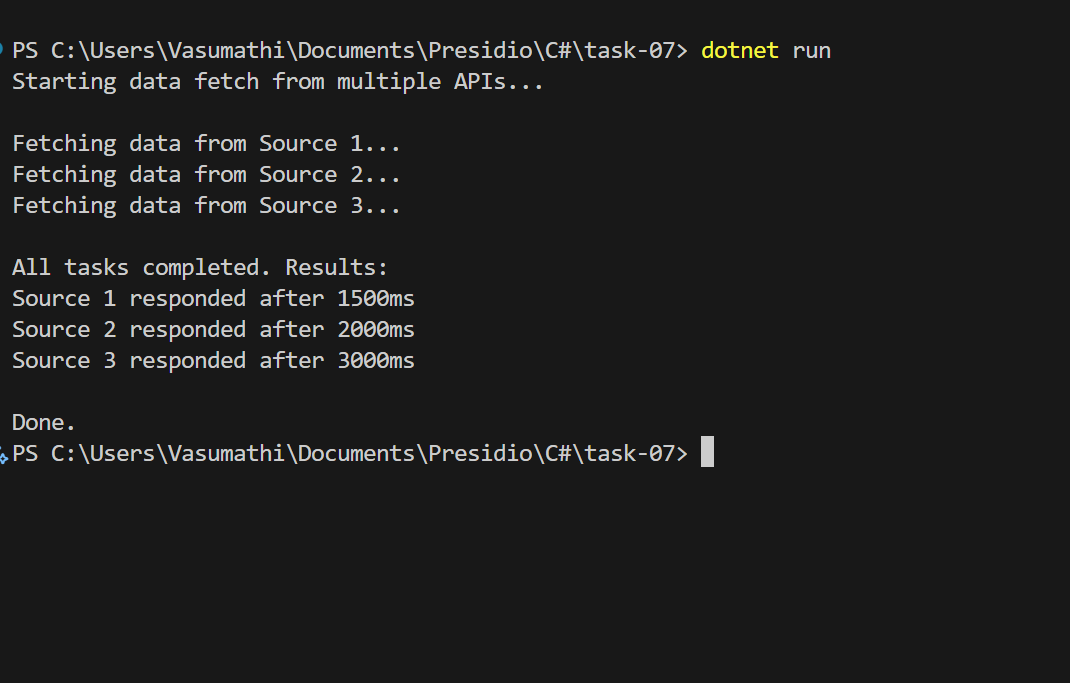 PS C:\Users\Vasumathi\Documents\Presidio\C#\task-07> dotnet run
Starting data fetch from multiple APIs...
Fetching data from Source 1...
Fetching data from Source 2...
Fetching data from Source 3...
All tasks completed. Results:
Source 1 responded after 1500ms
Source 2 responded after 2000ms
Source 3 responded after 3000ms
Done.
PS C:\Users\Vasumathi\Documents\Presidio\C#\task-07>